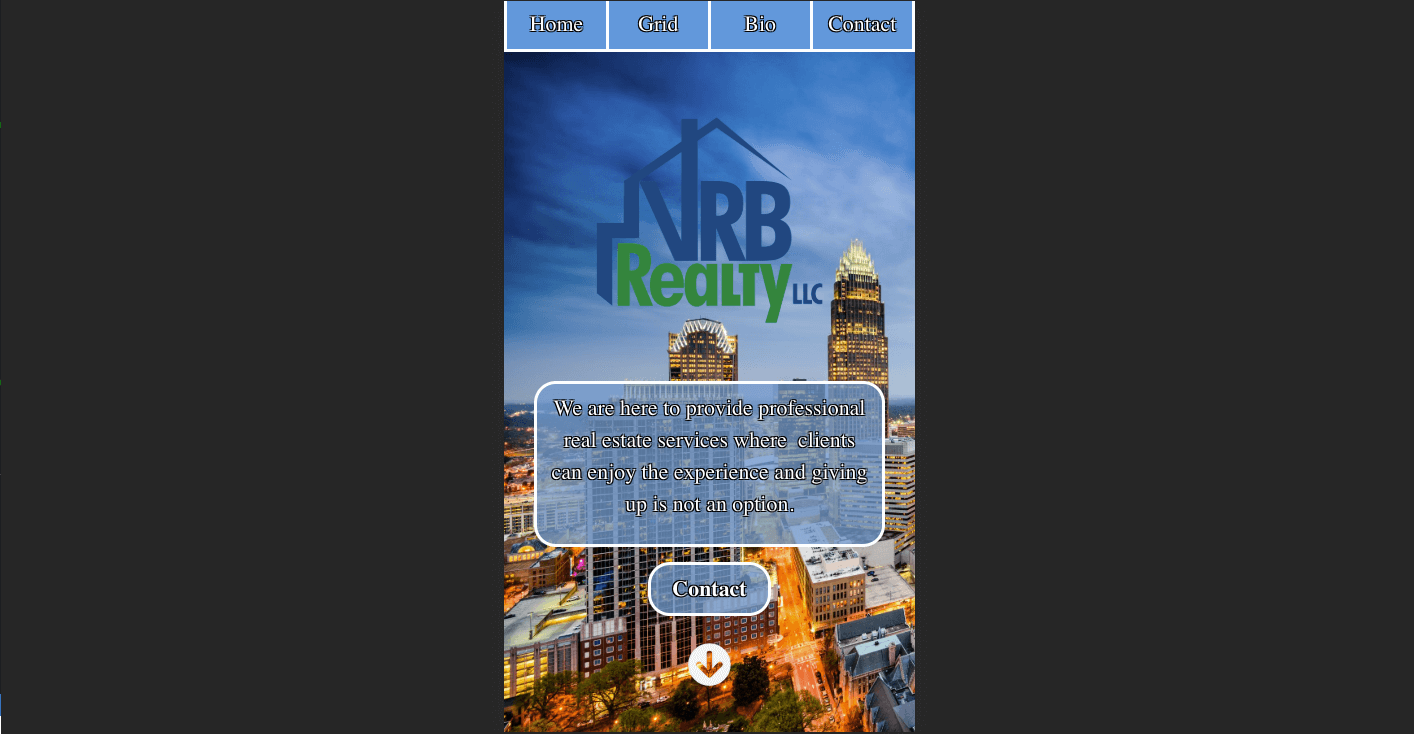 Home Grid Bio Contact
VRB
Realty LLC
We are here to provide professional
real estate services where  clients
can enjoy the experience and giving
up is not an option.
Contact